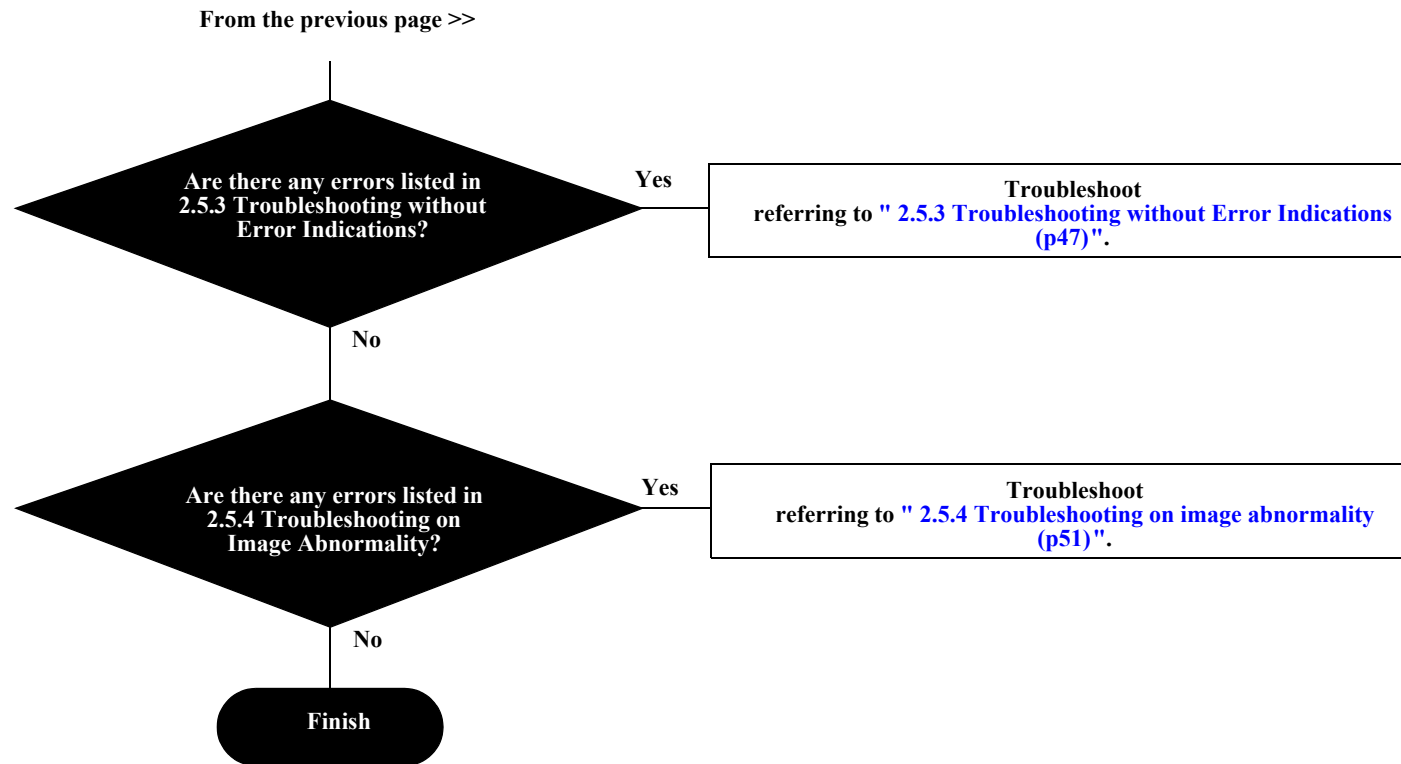 From the previous page >>
Are there any errors listed in
2.5.3 Troubleshooting without
Error Indications?
Yes
Troubleshoot
referring to " 2.5.3 Troubleshooting without Error Indications
(p47)".
No
Are there any errors listed in
2.5.4 Troubleshooting on
Image Abnormality?
Yes
Troubleshoot
referring to " 2.5.4 Troubleshooting on image abnormality
(p51)".
No
Finish